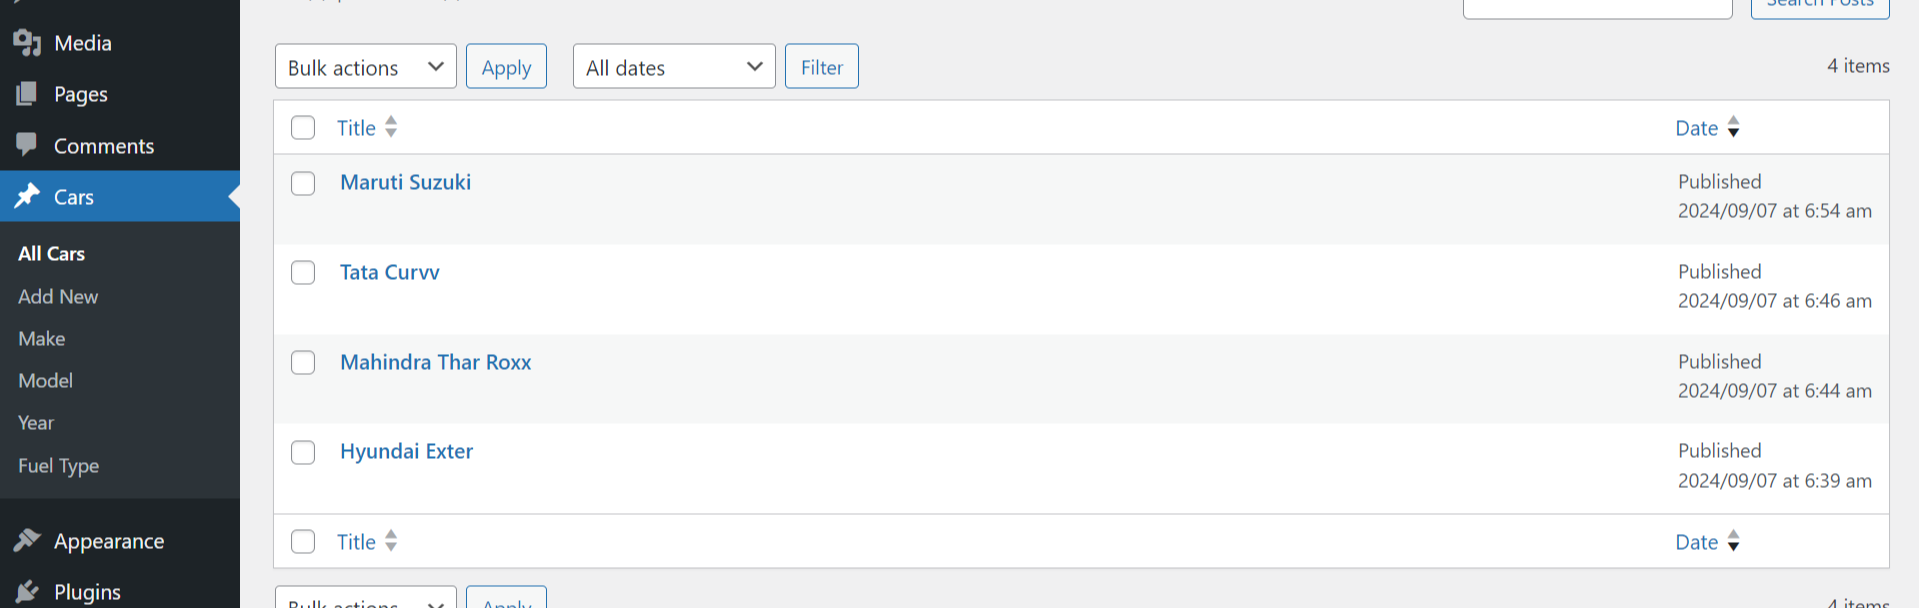 Search Posts
Media
Pages
Comments
Cars
All Cars
Add New
Make
Model
Year
Fuel Type
Appearance
Plugins
Bulk actions Apply All dates Filter 4 items
Title Date
Maruti Suzuki Published
2024/09/07 at 6:54 am
Tata Curvv Published
2024/09/07 at 6:46 am
Mahindra Thar Roxx Published
2024/09/07 at 6:44 am
Hyundai Exter Published
2024/09/07 at 6:39 am
Title Date
Bulk actions Apply 4 items